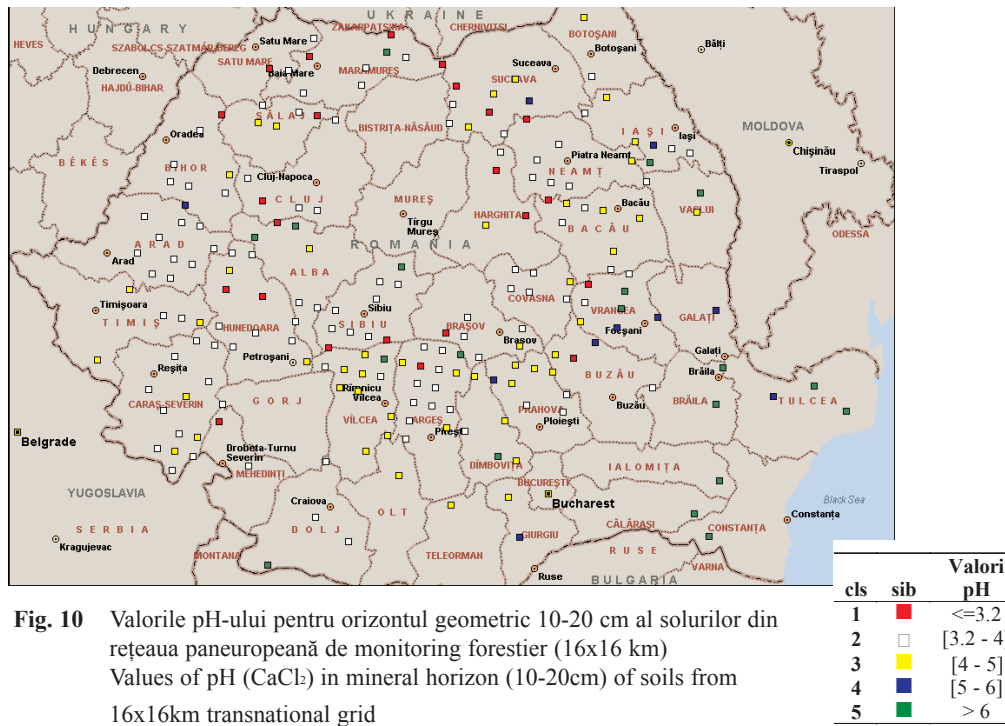 UKRAINE
HUNGARY
ZAKARPATSKA
CHERNIVITSI
BOTOȘANI
HEVES
SZABOLCS-SZATMÁR-BEREG
Satu Mare
SATU MARE
Botoșani
Bălți
Debrecen
HAJDÚ-BIHAR
Baia Mare
MARAMUREȘ
Suceava
SUCEAVA
SĂLAJ
BISTRIȚA-NĂSĂUD
IAȘI
Iași
MOLDOVA
Oradea
Chișinău
BÉKÉS
BIHOR
Piatra Neamț
NEAMȚ
Tiraspol
Cluj-Napoca
CLUJ
MUREȘ
Bacău
VASLUI
HARGHITA
Tîrgu
Mureș
BACĂU
ODESSA
ARAD
ROMANIA
Arad
ALBA
COVASNA
Timișoara
TIMIȘ
Sibiu
SIBIU
VRANCEA
GALAȚI
HUNEDOARA
BRAȘOV
Brasov
Focșani
Petroșani
Galați
Reșița
BUZĂU
Brăila
Rimnicu
Vîlcea
CARAȘ-SEVERIN
GORJ
Buzău
BRĂILA
TULCEA
VÎLCEA
ARGEȘ
PRAHOVA
Ploiești
Belgrade
Pitești
Drobeta-Turnu
Severin
MEHEDINȚI
DÎMBOVIȚA
IALOMIȚA
YUGOSLAVIA
BUCUREȘTI
Bucharest
Black Sea
Craiova
OLT
Constanța
SERBIA
DOLJ
CĂLĂRAȘI
CONSTANȚA
Kragujevac
GIURGIU
MONTANA
TELEORMAN
RUSE
VARNA
Ruse
BULGARIA
Valori
cls sib pH
1 <=3.2
2 [3.2 - 4]
3 [4 - 5]
4 [5 - 6]
5 > 6
Fig. 10 Valorile pH-ului pentru orizontul geometric 10-20 cm al solurilor din
rețeaua paneuropeană de monitoring forestier (16x16 km)
Values of pH (CaCl₂) in mineral horizon (10-20cm) of soils from
16x16km transnational grid